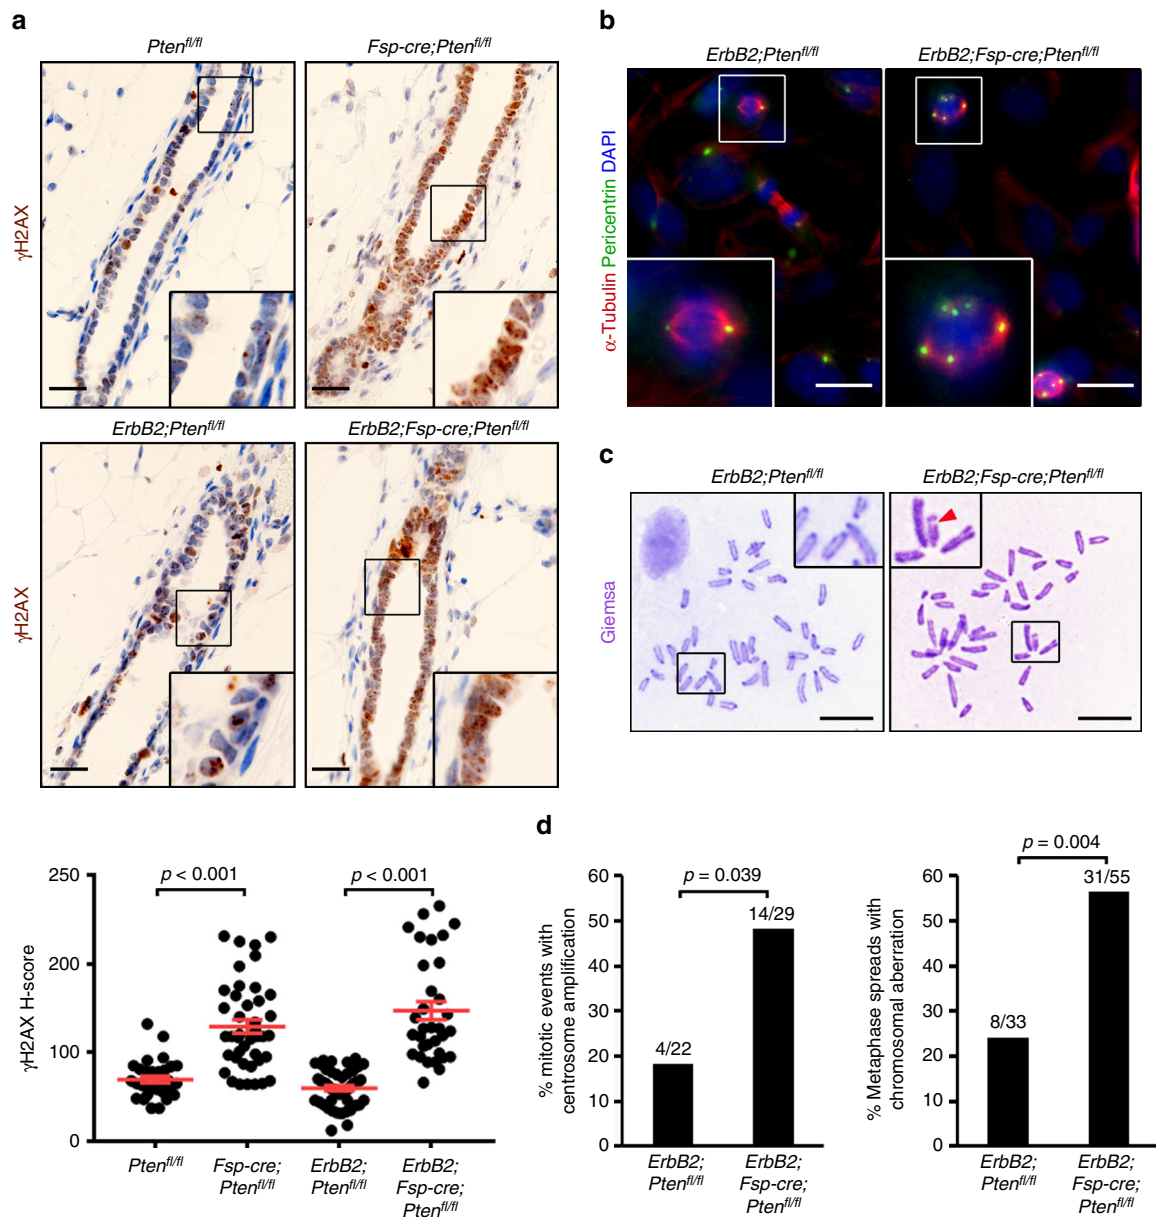 a
Pten^fl/fl
Fsp-cre;Pten^fl/fl
γH2AX
ErbB2;Pten^fl/fl
ErbB2;Fsp-cre;Pten^fl/fl
γH2AX
250
200
150
100
50
0
γH2AX H-score
p < 0.001
p < 0.001
Pten^fl/fl
Fsp-cre;
Pten^fl/fl
ErbB2;
Pten^fl/fl
ErbB2;
Fsp-cre;
Pten^fl/fl
b
ErbB2;Pten^fl/fl
ErbB2;Fsp-cre;Pten^fl/fl
α-Tubulin Pericentrin DAPI
c
ErbB2;Pten^fl/fl
ErbB2;Fsp-cre;Pten^fl/fl
Giemsa
d
% mitotic events with
centrosome amplification
60
50
40
30
20
10
0
p = 0.039
4/22
14/29
ErbB2;
Pten^fl/fl
ErbB2;
Fsp-cre;
Pten^fl/fl
% Metaphase spreads with
chromosomal aberration
60
50
40
30
20
10
0
p = 0.004
8/33
31/55
ErbB2;
Pten^fl/fl
ErbB2;
Fsp-cre;
Pten^fl/fl